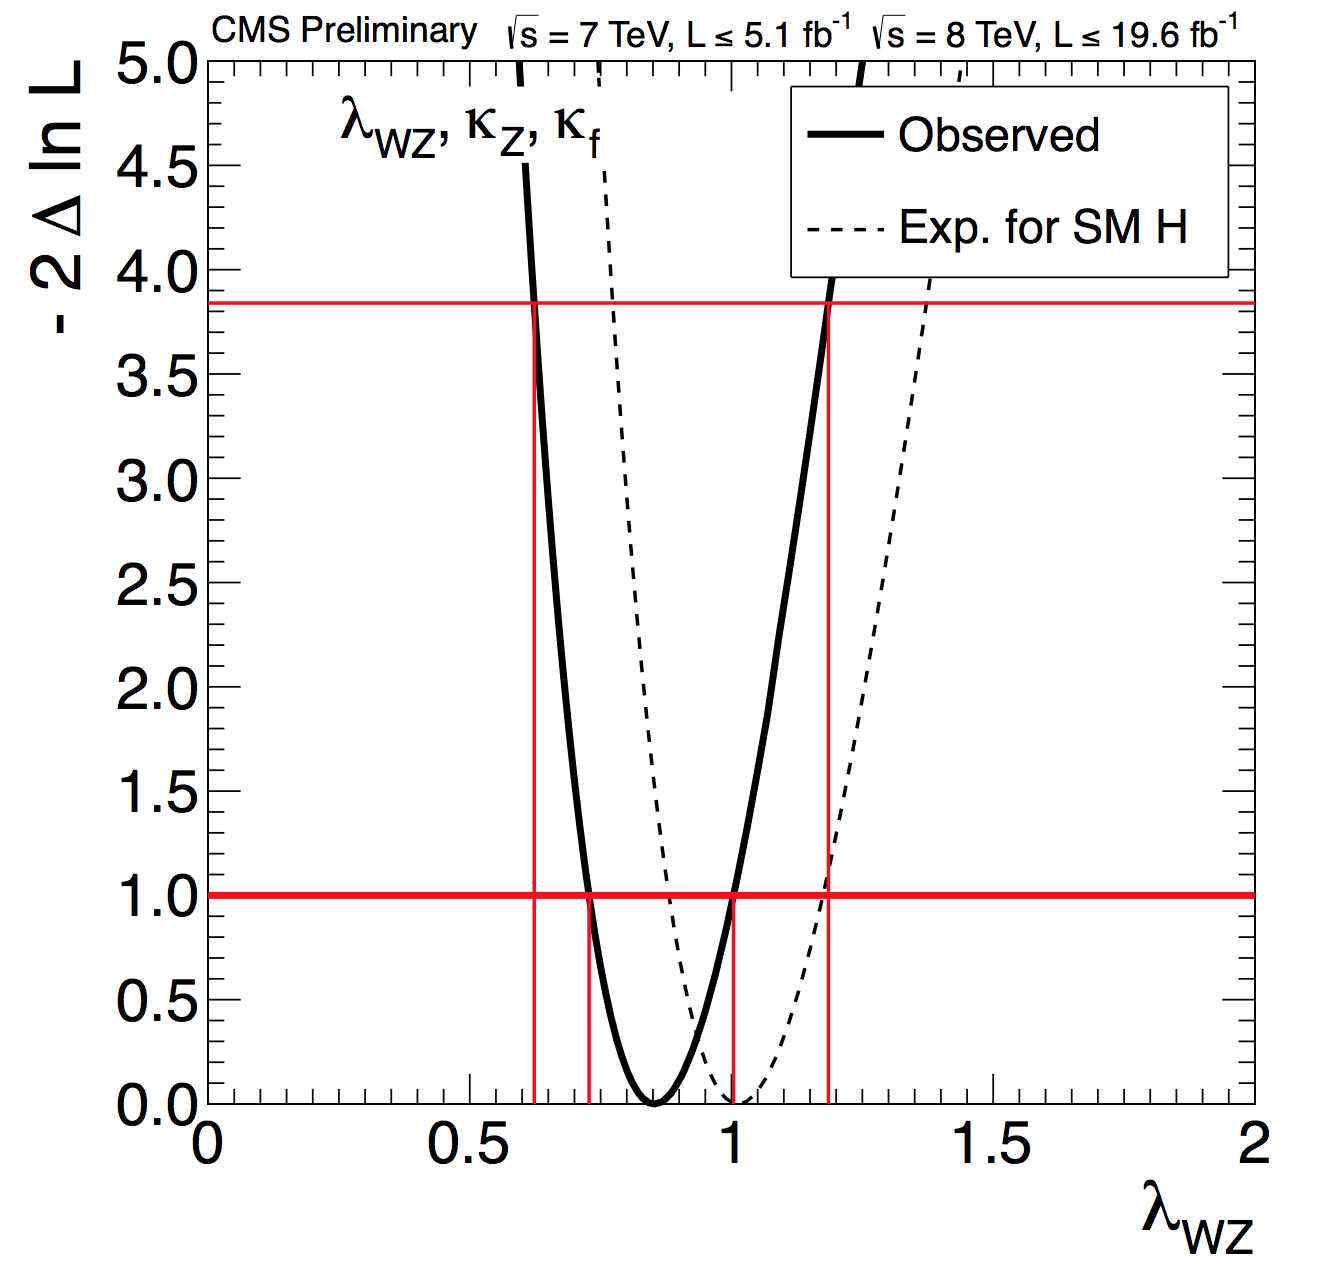 CMS Preliminary √s = 7 TeV, L ≤ 5.1 fb⁻¹ √s = 8 TeV, L ≤ 19.6 fb⁻¹
λWZ, κZ, κf
Observed
Exp. for SM H
- 2 Δ ln L
5.0
4.5
4.0
3.5
3.0
2.5
2.0
1.5
1.0
0.5
0.0
0 0.5 1 1.5 2
λWZ